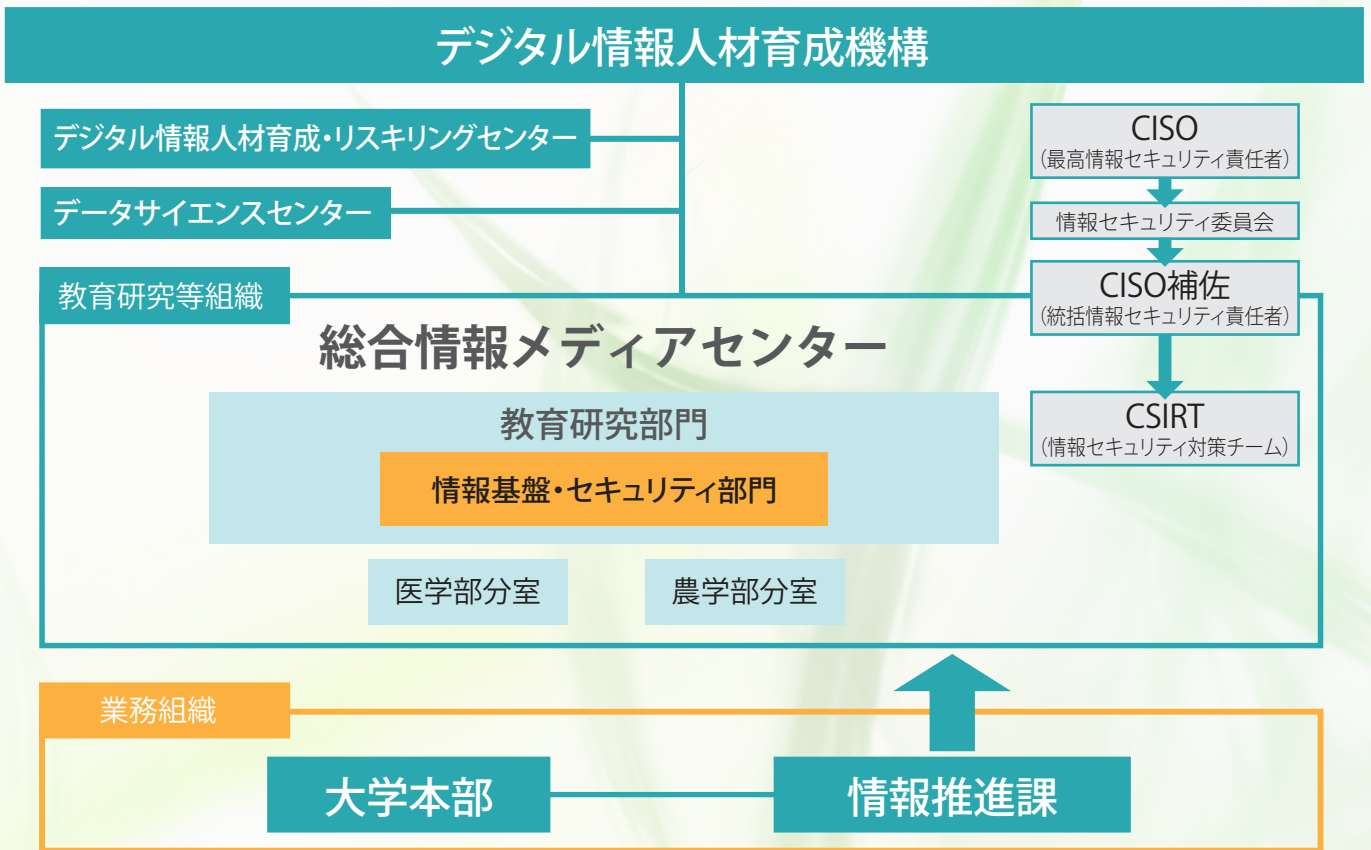 デジタル情報人材育成機構
デジタル情報人材育成・リスキリングセンター
データサイエンスセンター
CISO
（最高情報セキュリティ責任者）
情報セキュリティ委員会
CISO補佐
（統括情報セキュリティ責任者）
CSIRT
（情報セキュリティ対策チーム）
教育研究等組織
総合情報メディアセンター
教育研究部門
情報基盤・セキュリティ部門
医学部分室
農学部分室
業務組織
大学本部
情報推進課